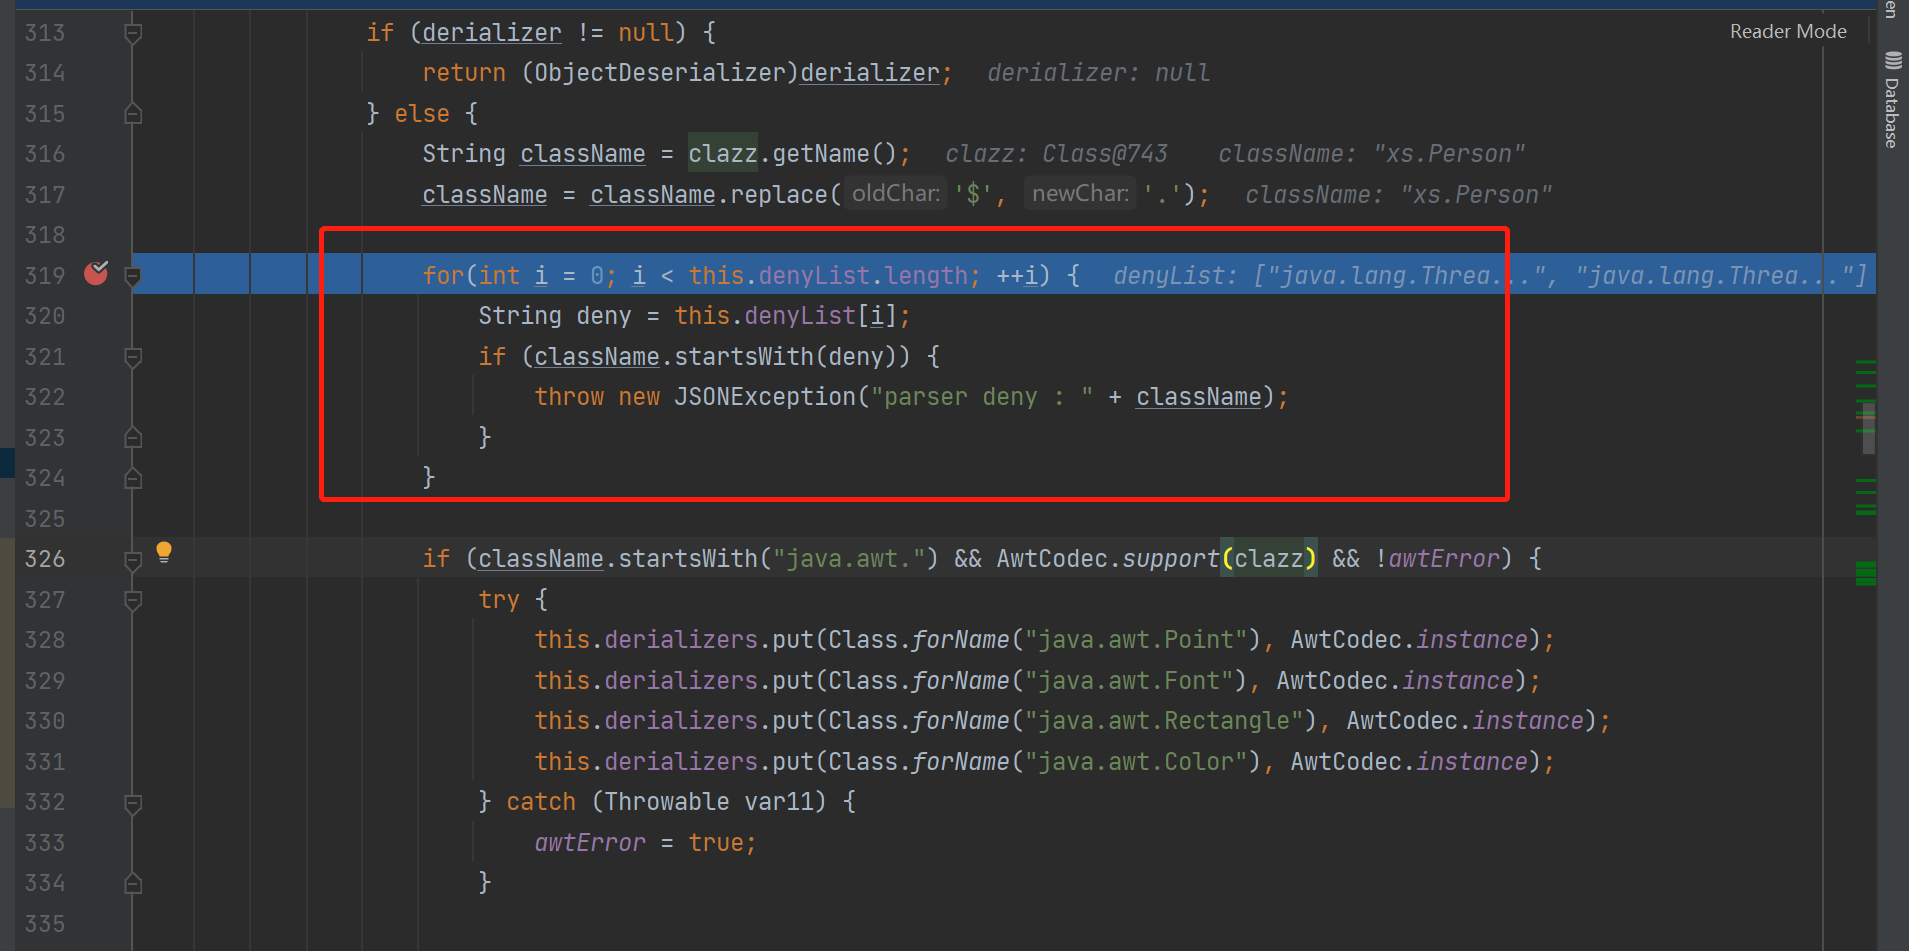 Reader Mode
en
Database
313 if (derializer != null) {
314 return (ObjectDeserializer)derializer; derializer: null
315 } else {
316 String className = clazz.getName(); clazz: Class@743 className: "xs.Person"
317 className = className.replace( oldChar: '$', newChar: '.'); className: "xs.Person"
318
319 for(int i = 0; i < this.denyList.length; ++i) { denyList: ["java.lang.Threa...", "java.lang.Threa..."]
320 String deny = this.denyList[i];
321 if (className.startsWith(deny)) {
322 throw new JSONException("parser deny : " + className);
323 }
324 }
325
326 if (className.startsWith("java.awt.") && AwtCodec.support(clazz) && !awtError) {
327 try {
328 this.derializers.put(Class.forName("java.awt.Point"), AwtCodec.instance);
329 this.derializers.put(Class.forName("java.awt.Font"), AwtCodec.instance);
330 this.derializers.put(Class.forName("java.awt.Rectangle"), AwtCodec.instance);
331 this.derializers.put(Class.forName("java.awt.Color"), AwtCodec.instance);
332 } catch (Throwable var11) {
333 awtError = true;
334 }
335